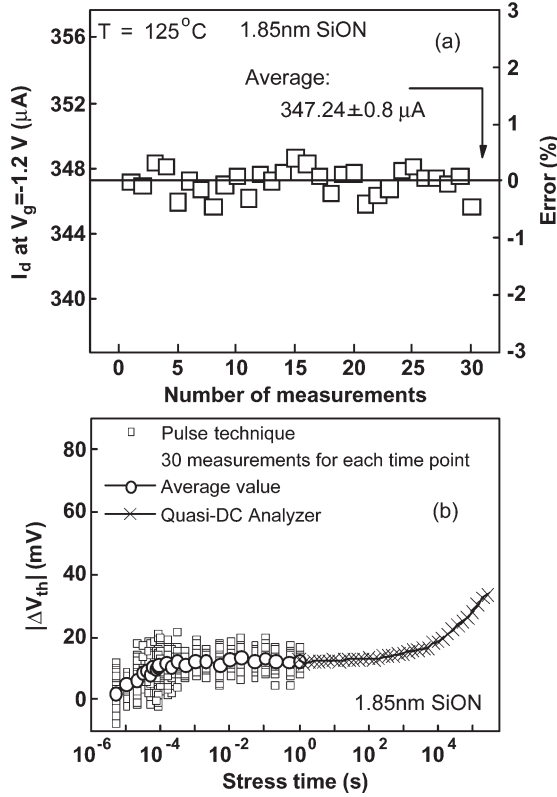 T = 125°C 1.85nm SiON (a)
Average:
347.24±0.8 μA
356
352
348
344
340
I_d at V_g=-1.2 V (μA)
3
2
1
0
-1
-2
-3
Error (%)
0 5 10 15 20 25 30
Number of measurements
Pulse technique
30 measurements for each time point
Average value
Quasi-DC Analyzer
(b)
80
60
40
20
0
|ΔV_th| (mV)
1.85nm SiON
10^-6 10^-4 10^-2 10^0 10^2 10^4
Stress time (s)